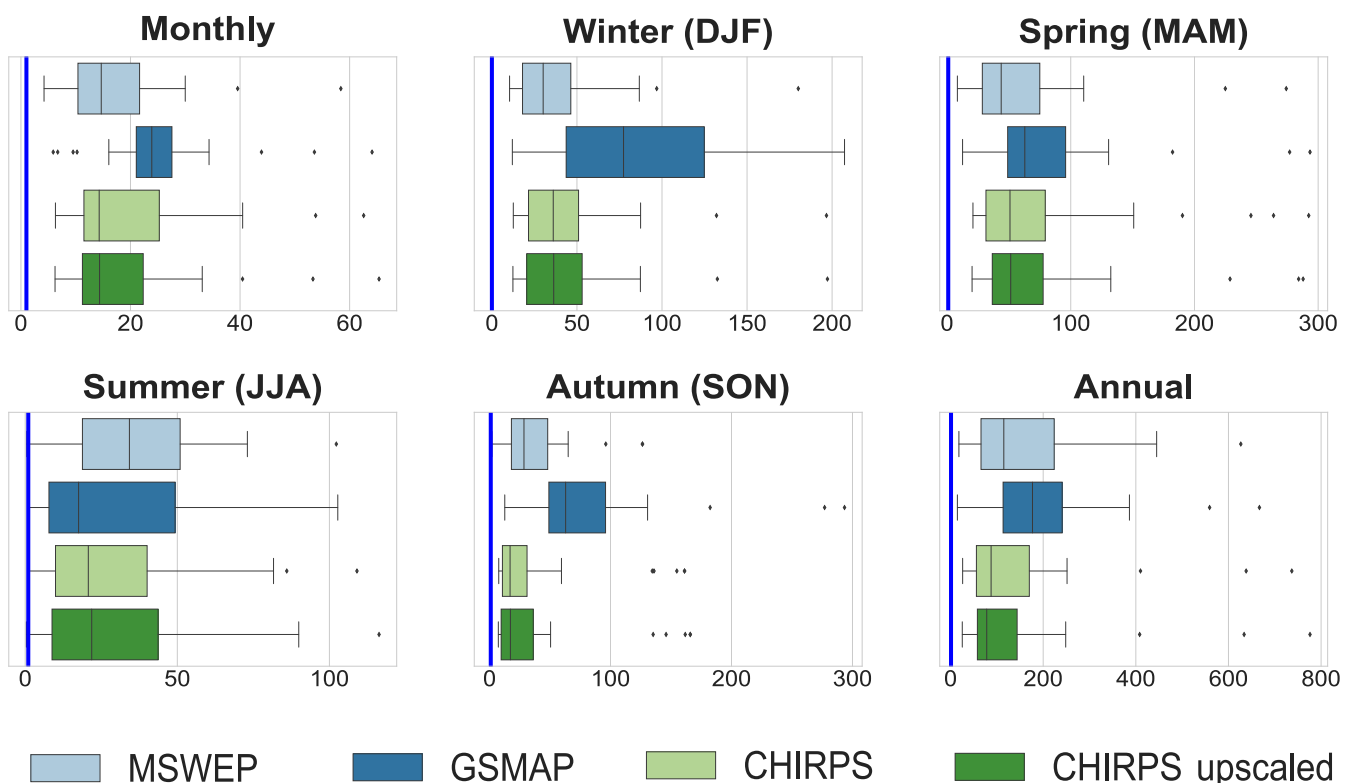 Monthly Winter (DJF) Spring (MAM)
0 20 40 60 0 50 100 150 200 0 100 200 300
Summer (JJA) Autumn (SON) Annual
0 50 100 0 100 200 300 0 200 400 600 800
MSWEP GSMAP CHIRPS CHIRPS upscaled